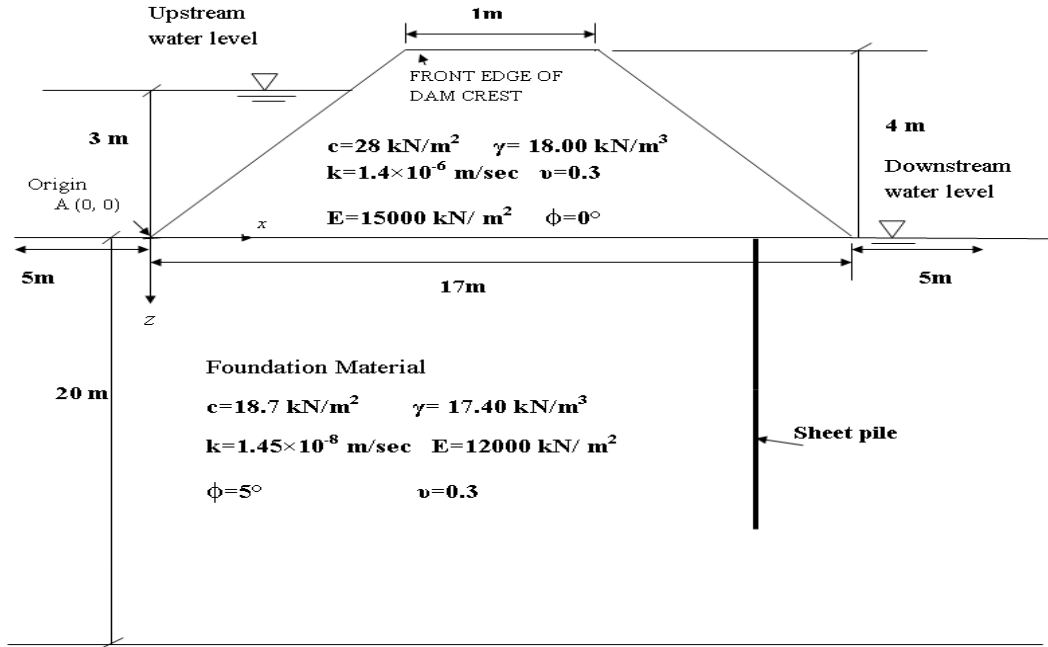 Upstream
water level
1m
FRONT EDGE OF
DAM CREST
3 m
4 m
c=28 kN/m² γ= 18.00 kN/m³
k=1.4×10⁻⁶ m/sec υ=0.3
Downstream
water level
Origin
A (0, 0)
E=15000 kN/ m² ϕ=0°
x
5m
17m
5m
z
Foundation Material
20 m
c=18.7 kN/m² γ= 17.40 kN/m³
k=1.45×10⁻⁸ m/sec E=12000 kN/ m²
Sheet pile
ϕ=5° υ=0.3